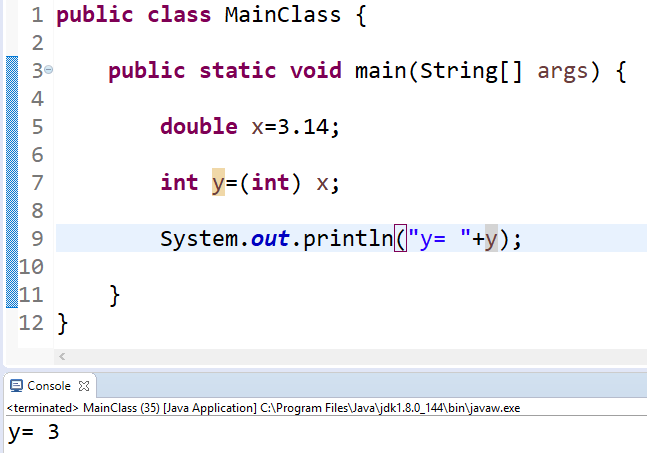 1 public class MainClass {
2
3 public static void main(String[] args) {
4
5 double x=3.14;
6
7 int y=(int) x;
8
9 System.out.println("y= "+y);
10
11 }
12 }
Console
<terminated> MainClass (35) [Java Application] C:\Program Files\Java\jdk1.8.0_144\bin\javaw.exe
y= 3